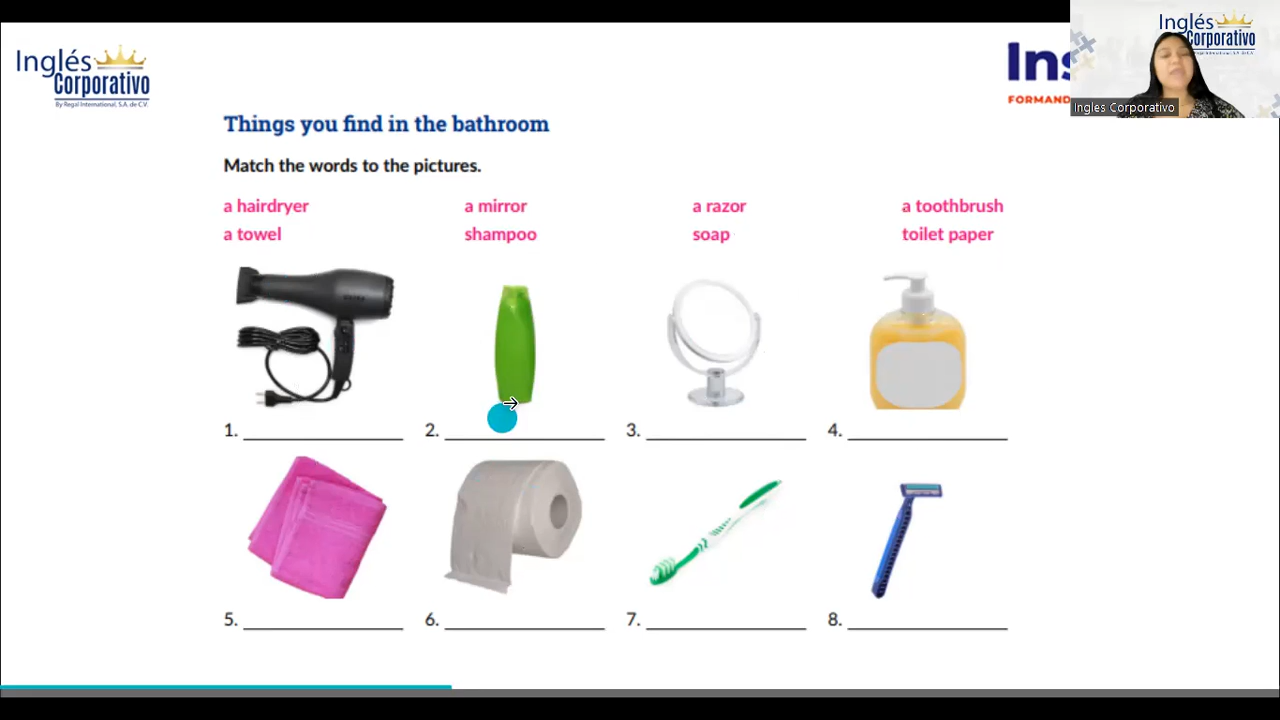 Inglés
Corporativo
By Regal International, S.A. de C.V.
Ins
FORMAND
Inglés
Corporativo
Ingles Corporativo
Things you find in the bathroom
Match the words to the pictures.
a hairdryer a mirror a razor a toothbrush
a towel shampoo soap toilet paper
1. 2. 3. 4.
5. 6. 7. 8.